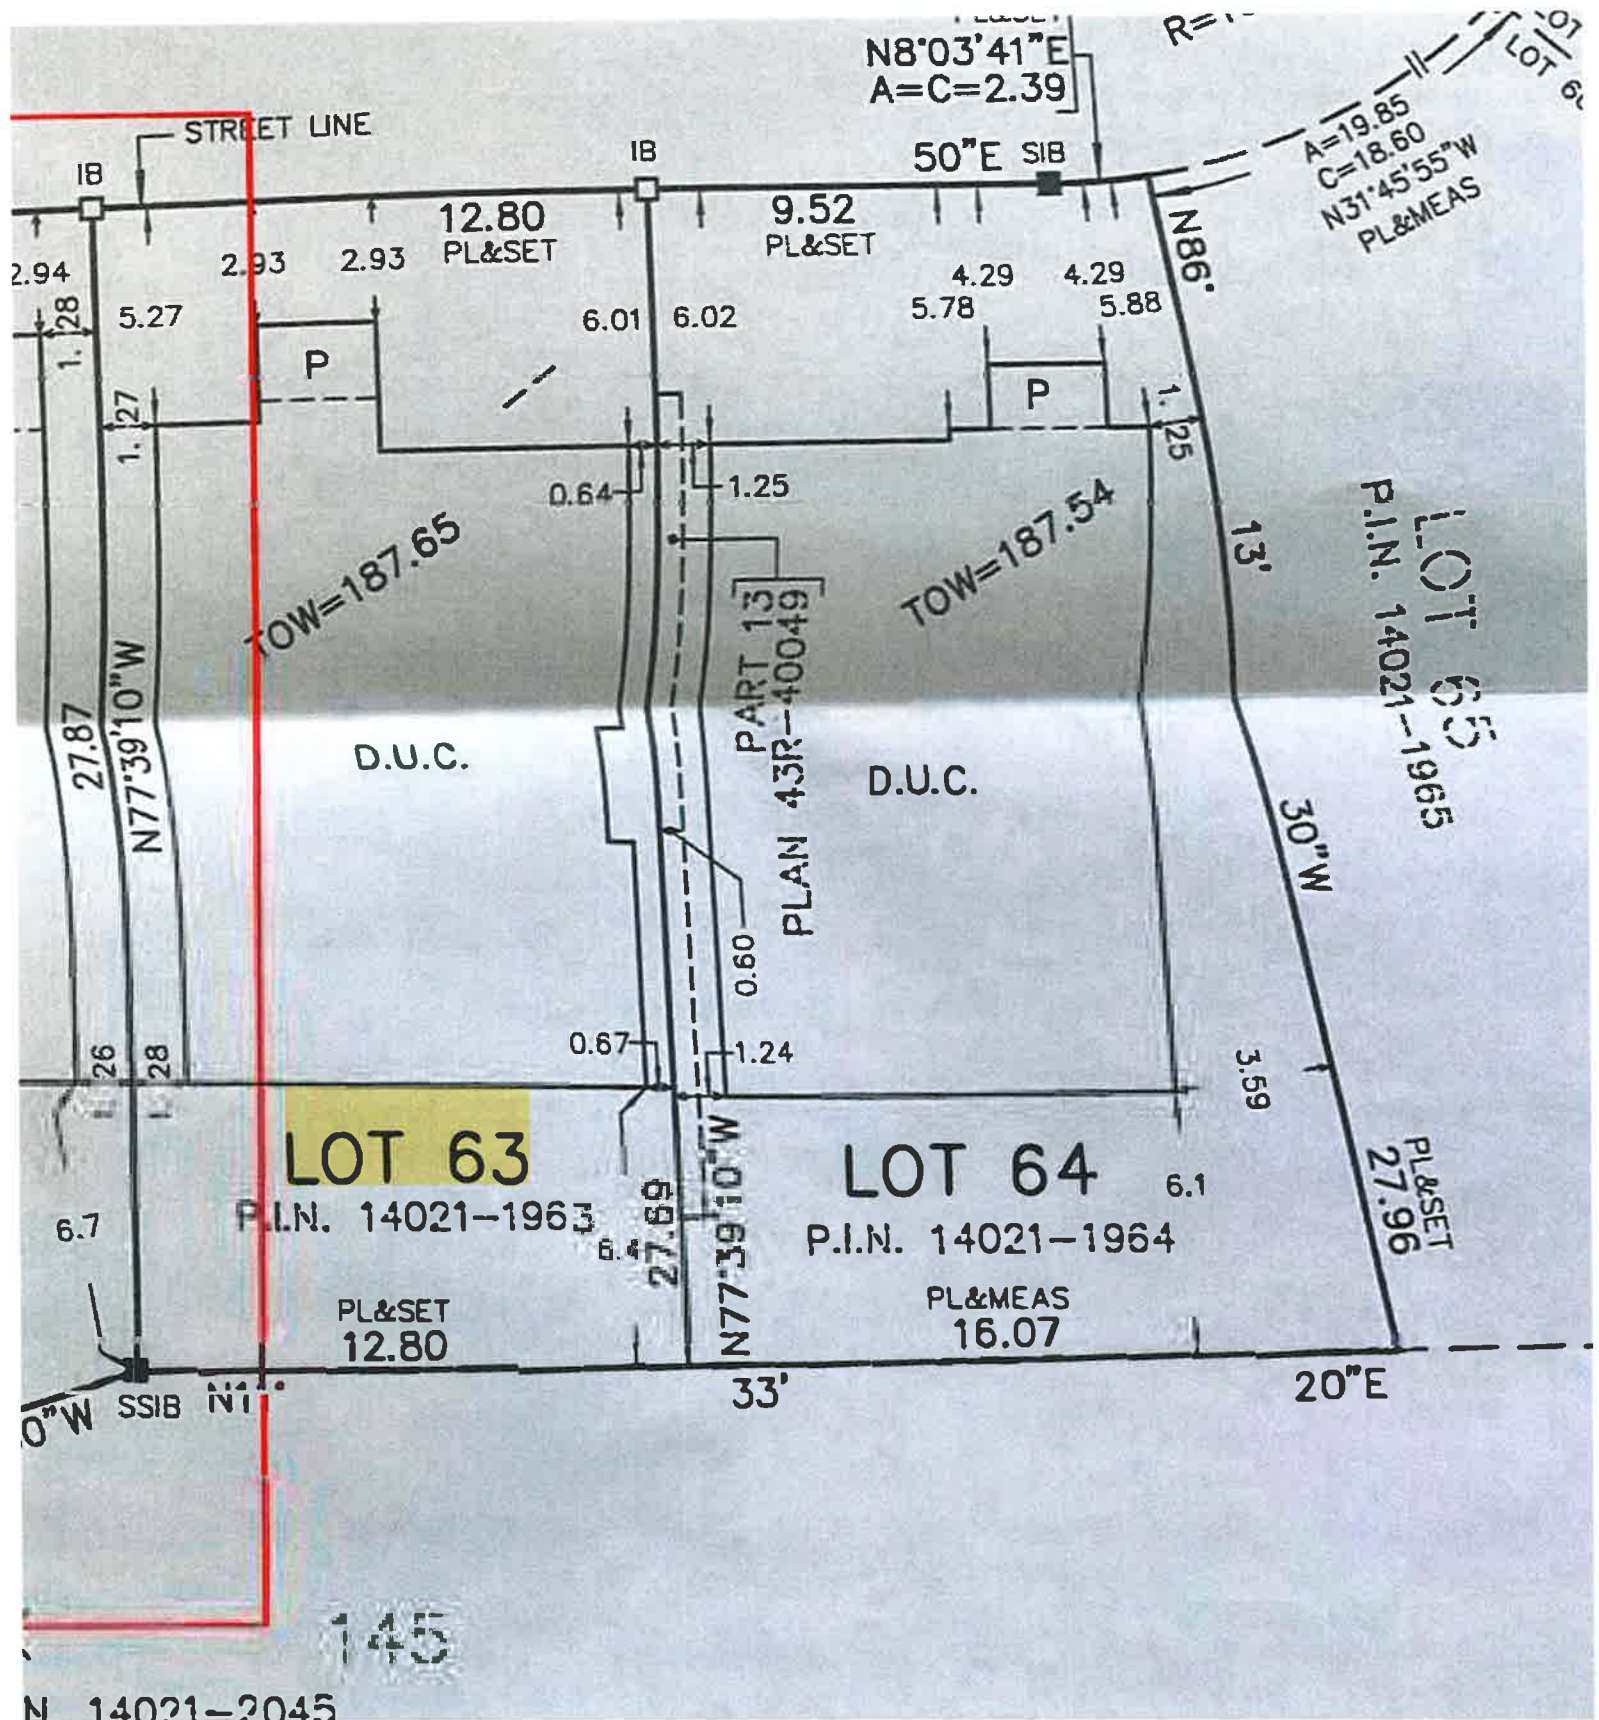 N8°03'41"E
A=C=2.39
STREET LINE
IB
IB
50"E SIB
A=19.85
C=18.60
N31°45'55"W
PL&MEAS
LOT
12.80
PL&SET
9.52
PL&SET
N86°
2.94
2.93
2.93
4.29
4.29
1.28
5.27
6.01
6.02
5.78
5.88
P
P
1.27
1.25
0.64
1.25
TOW=187.65
TOW=187.54
13'
LOT 65
P.I.N. 14021-1965
PART 13
PLAN 43R-40049
27.87
N77°39'10"W
D.U.C.
D.U.C.
30"W
0.60
26
28
0.67
1.24
3.59
LOT 63
P.I.N. 14021-1963
LOT 64
P.I.N. 14021-1964
6.7
27.69
N77°39'10"W
6.1
PL&SET
27.96
PL&SET
12.80
PL&MEAS
16.07
0"W
SSIB
33'
20"E
145
N. 14021-2045